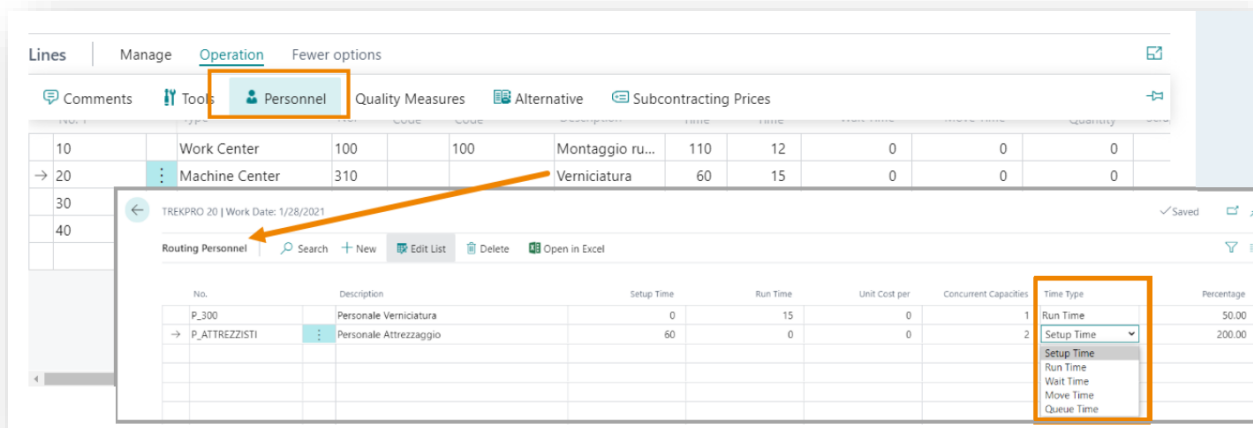 Lines Manage Operation Fewer options
Comments Tools Personnel Quality Measures Alternative Subcontracting Prices
10 Work Center 100 100 Montaggio ru... 110 12 0 0 0
20 Machine Center 310 Verniciatura 60 15 0 0 0
30
40
TREKPRO 20 | Work Date: 1/28/2021 Saved
Routing Personnel Search New Edit List Delete Open in Excel
No. Description Setup Time Run Time Unit Cost per Concurrent Capacities Time Type Percentage
P_300 Personale Verniciatura 0 15 0 1 Run Time 50.00
P_ATTREZZISTI Personale Attrezzaggio 60 0 0 2 Setup Time 200.00
Setup Time
Run Time
Wait Time
Move Time
Queue Time